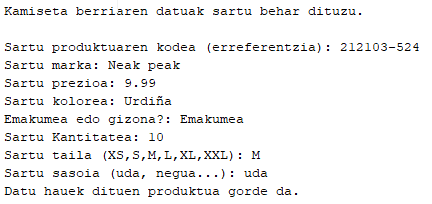 Kamiseta berriaren datuak sartu behar dituzu.

Sartu produktuaren kodea (erreferentzia): 212103-524
Sartu marka: Neak peak
Sartu prezioa: 9.99
Sartu kolorea: Urdiña
Emakumea edo gizona?: Emakumea
Sartu Kantitatea: 10
Sartu taila (XS,S,M,L,XL,XXL): M
Sartu sasoia (uda, negua...): uda
Datu hauek dituen produktua gorde da.